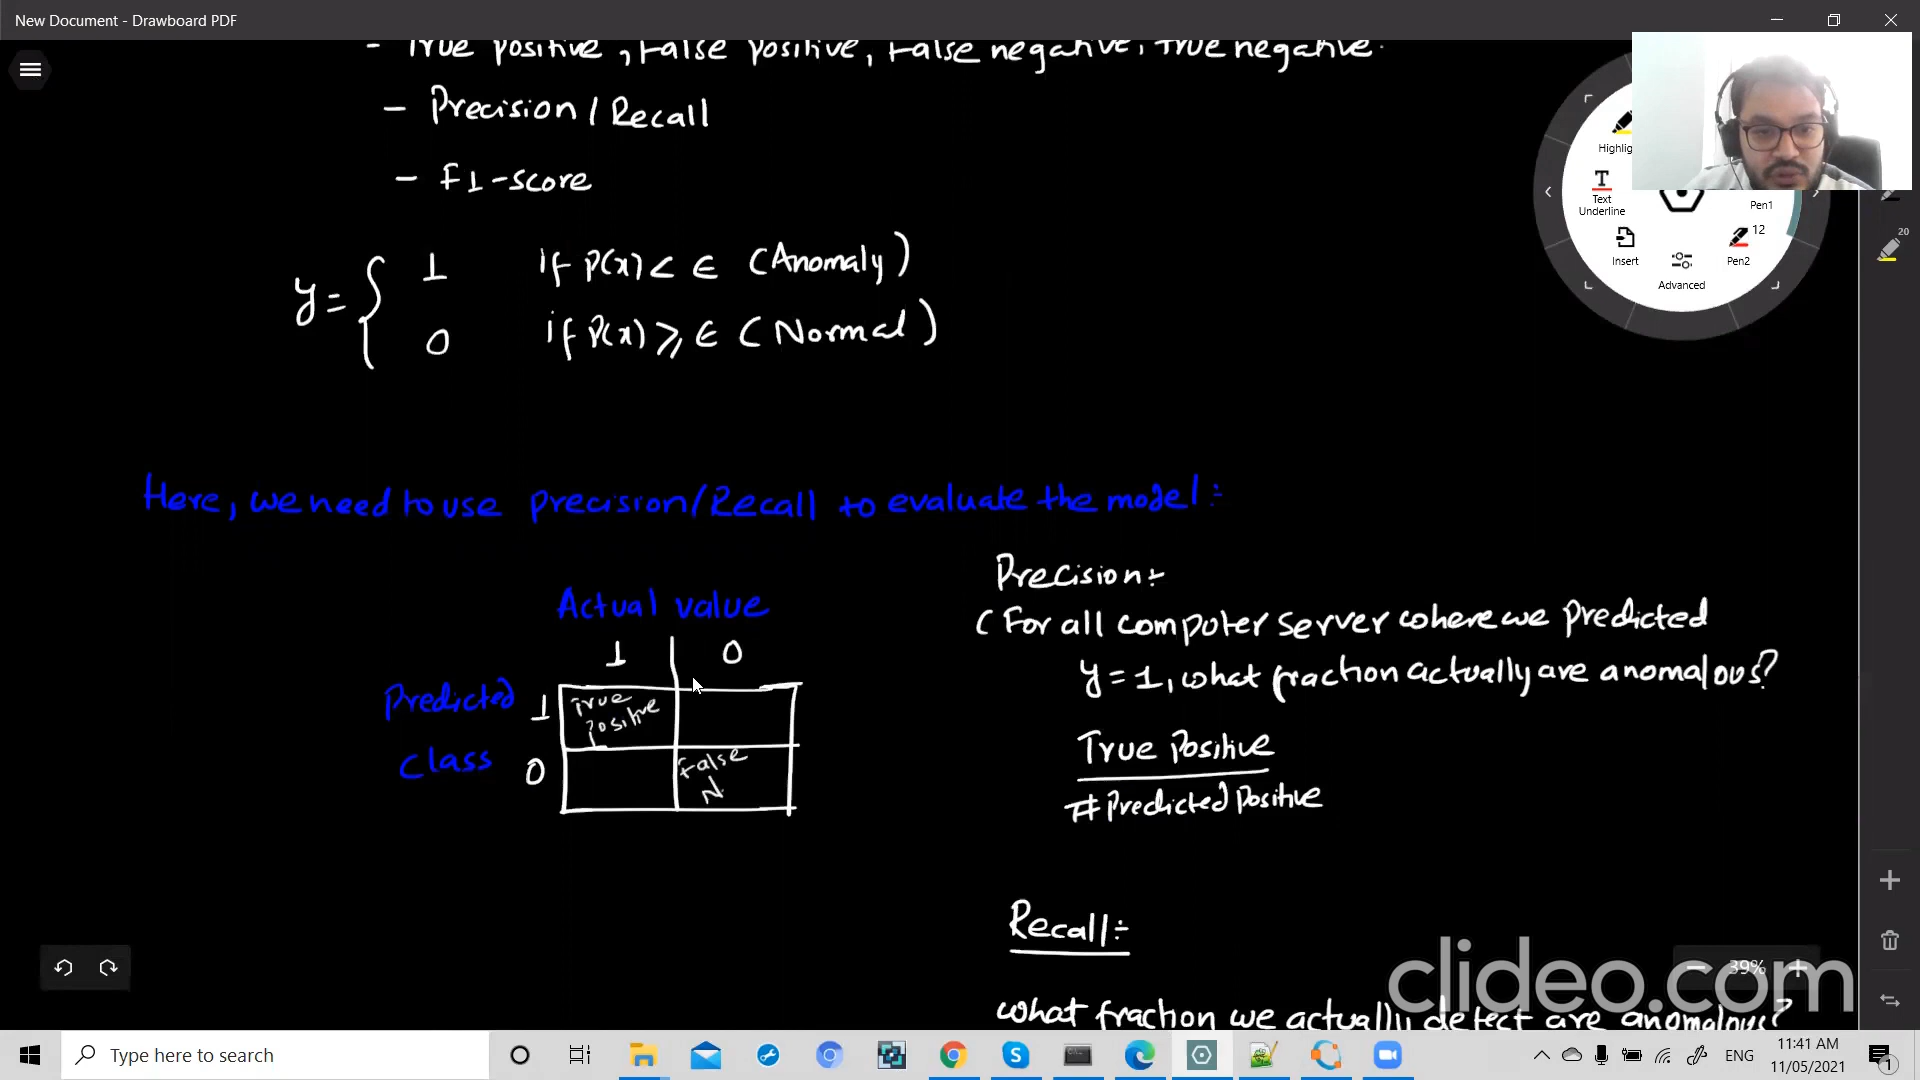 New Document - Drawboard PDF
- True positive, False positive, False negative, True negative.
- Precision / Recall
- F1-score
y = { 1 if P(x) < ∈ (Anomaly)
0 if P(x) ≥ ∈ (Normal)
Highlig
Text Underline
Pen1
Insert
12
Pen2
Advanced
20
Here, we need to use precision/Recall to evaluate the model:-
Actual value
1 0
Predicted 1 True Positive
class 0 False N.
Precision:-
(For all computer server where we predicted
y = 1, what fraction actually are anomalous?
True Positive
# Predicted Positive
Recall:-
what fraction we actually detect are anomalous?
39%
clideo.com
Type here to search
ENG
11:41 AM
11/05/2021
1